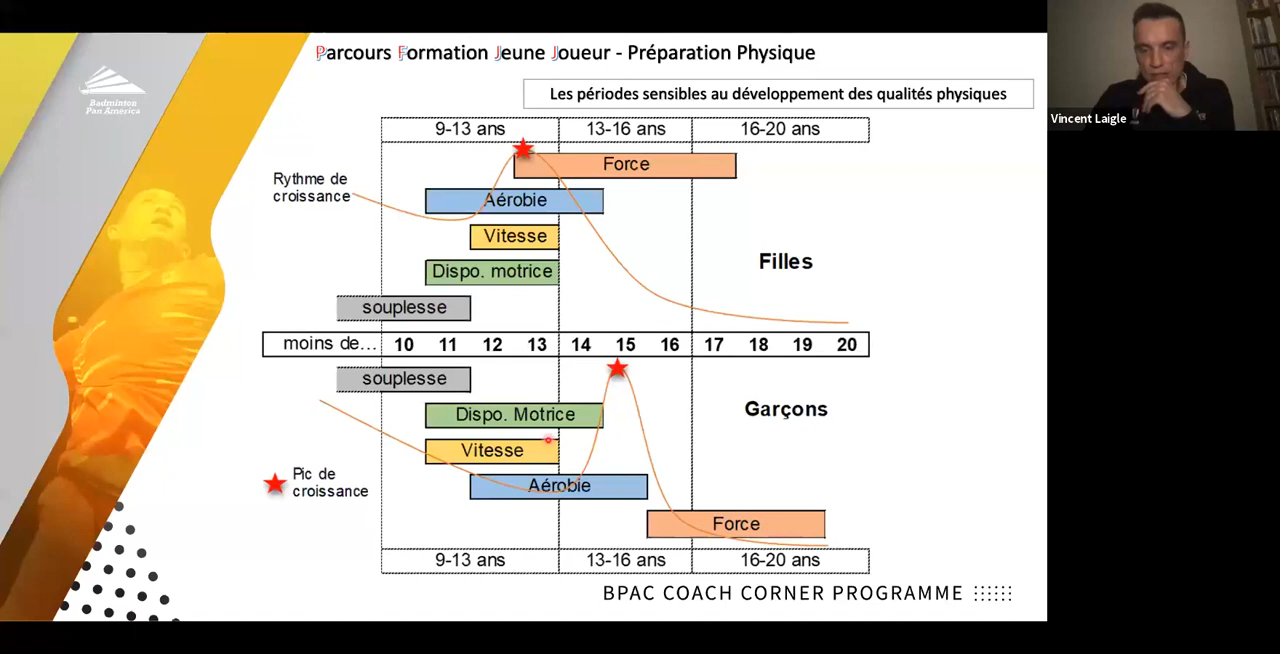 Parcours Formation Jeune Joueur - Préparation Physique
Badminton
Pan America
Les périodes sensibles au développement des qualités physiques
Vincent Laigle
9-13 ans 13-16 ans 16-20 ans
Force
Rythme de
croissance
Aérobie
Vitesse
Filles
Dispo. motrice
souplesse
moins de... 10 11 12 13 14 15 16 17 18 19 20
souplesse
Garçons
Dispo. Motrice
Vitesse
Pic de
croissance
Aérobie
Force
9-13 ans 13-16 ans 16-20 ans
BPAC COACH CORNER PROGRAMME